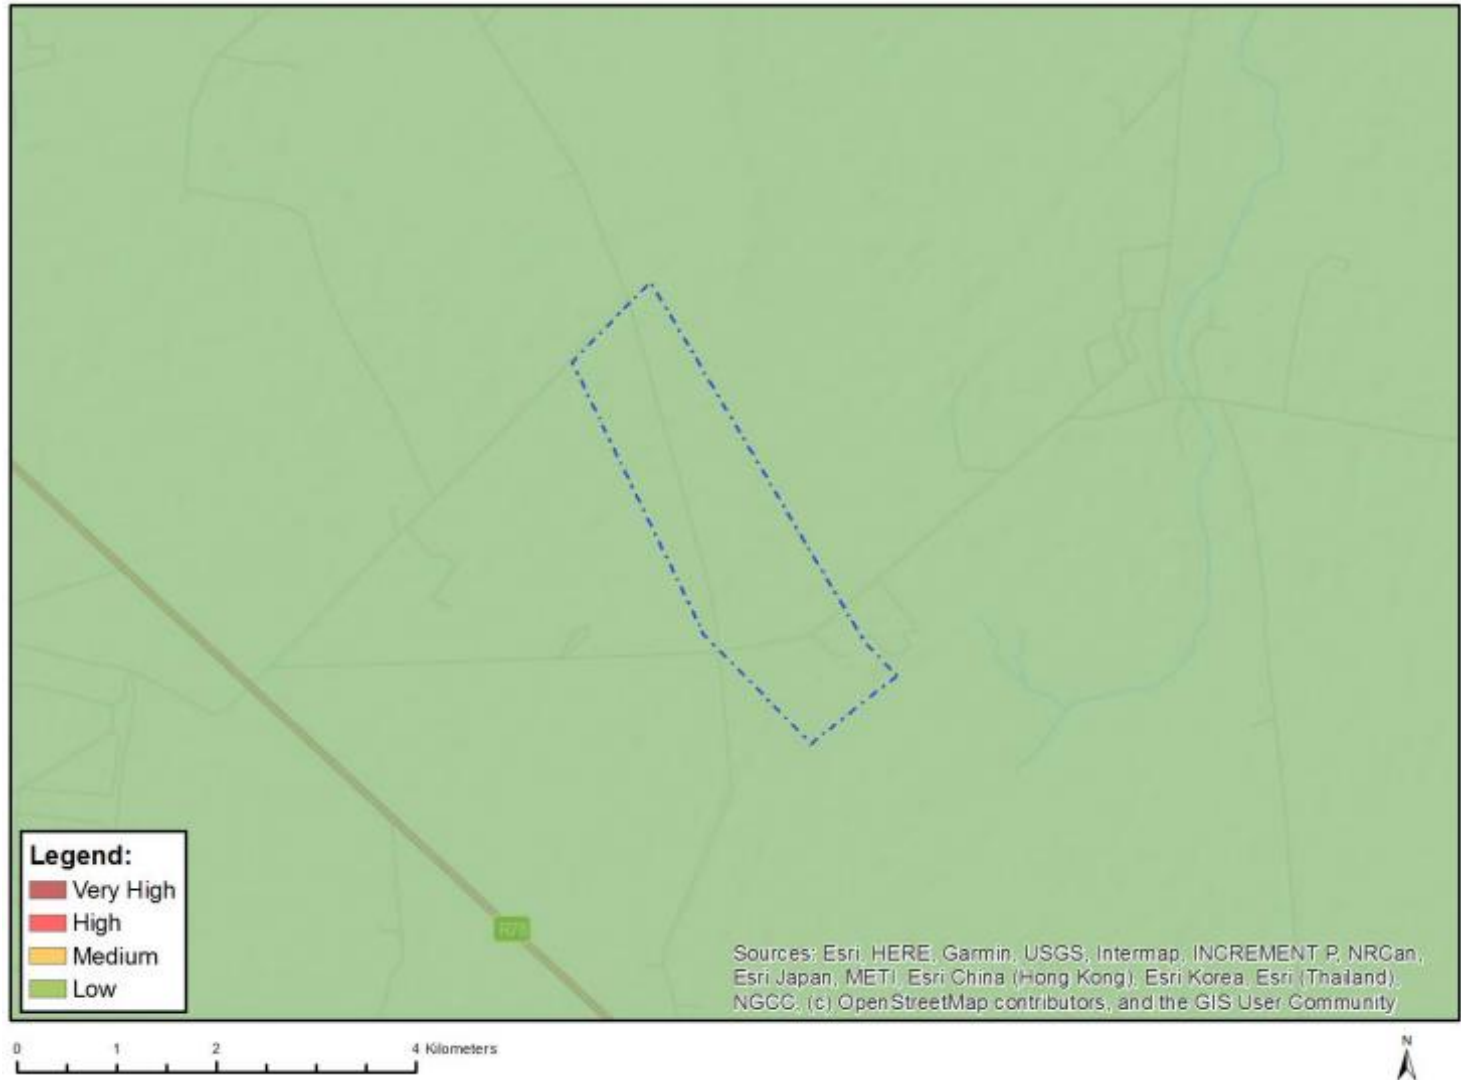 Legend:
Very High
High
Medium
Low
Sources: Esri, HERE, Garmin, USGS, Intermap, INCREMENT P, NRCan,
Esri Japan, METI, Esri China (Hong Kong), Esri Korea, Esri (Thailand),
NGCC, (c) OpenStreetMap contributors, and the GIS User Community
0 1 2 4 Kilometers
N